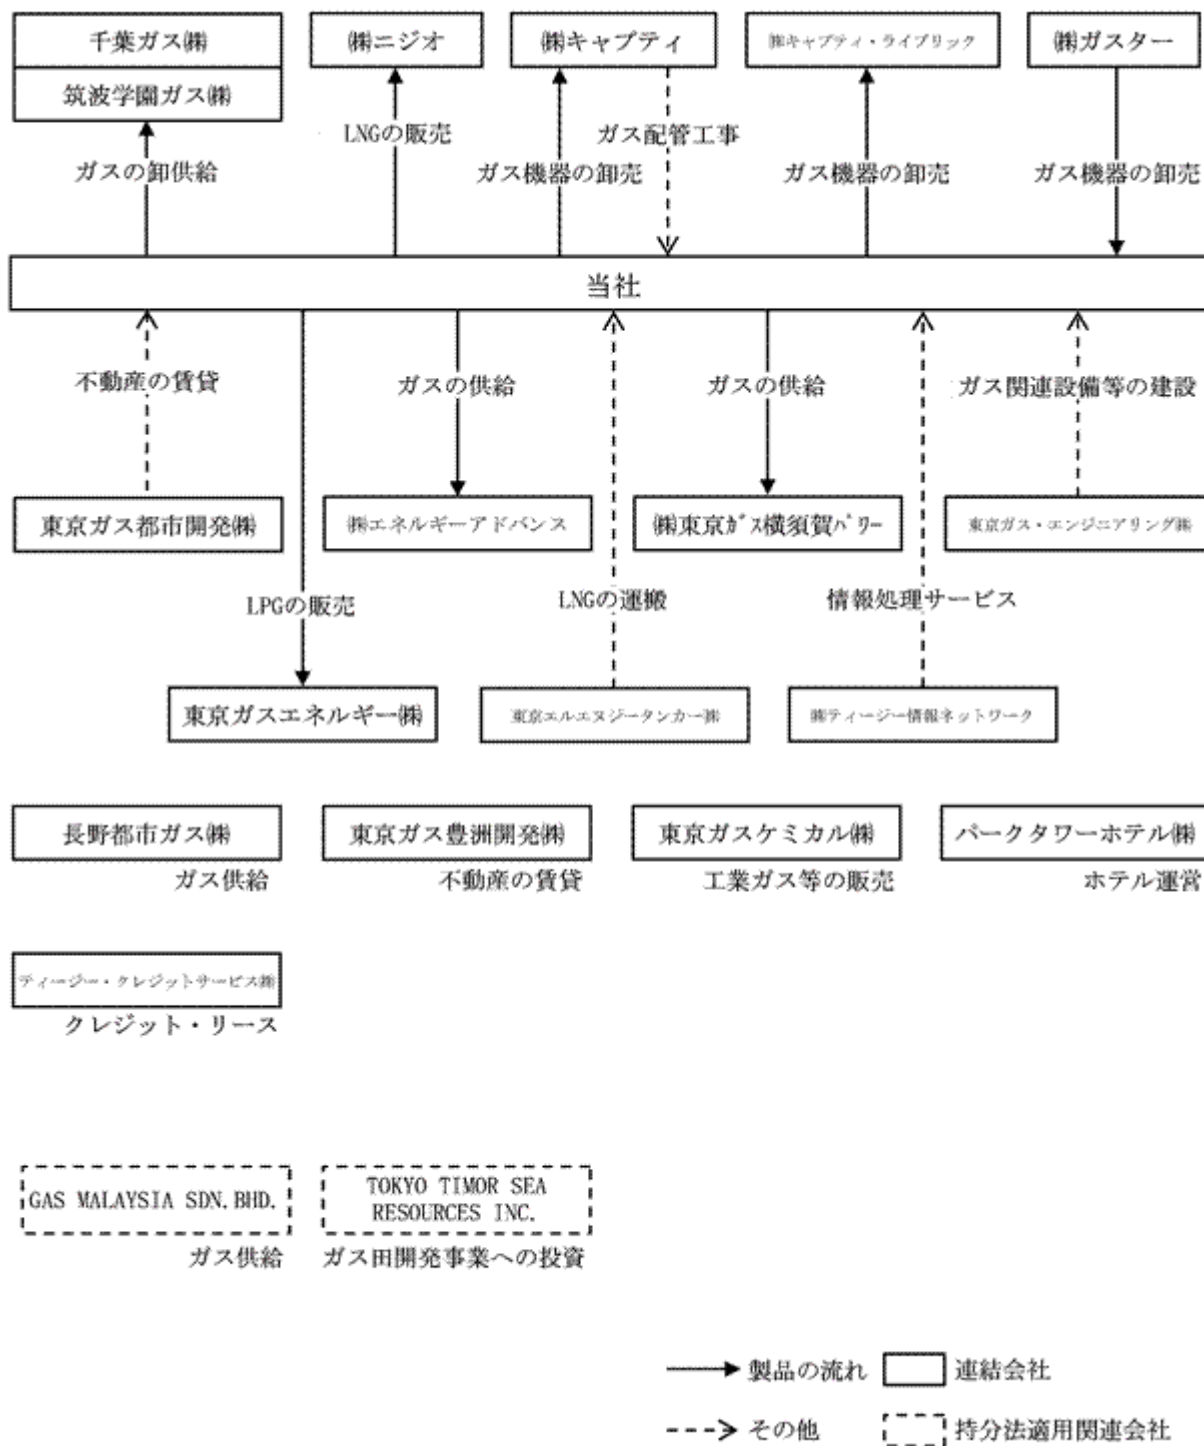 千葉ガス㈱
㈱ニジオ
㈱キャプティ
㈱キャプティ・ライブリック
㈱ガスター
筑波学園ガス㈱
LNGの販売
ガス配管工事
ガスの卸供給
ガス機器の卸売
ガス機器の卸売
ガス機器の卸売
当社
不動産の賃貸
ガスの供給
ガスの供給
ガス関連設備等の建設
東京ガス都市開発㈱
㈱エネルギーアドバンス
㈱東京ｶﾞｽ横須賀ﾊﾟﾜｰ
東京ガス・エンジニアリング㈱
LPGの販売
LNGの運搬
情報処理サービス
東京ガスエネルギー㈱
東京エルエヌジータンカー㈱
㈱ティージー情報ネットワーク
長野都市ガス㈱
東京ガス豊洲開発㈱
東京ガスケミカル㈱
パークタワーホテル㈱
ガス供給
不動産の賃貸
工業ガス等の販売
ホテル運営
ティージー・クレジットサービス㈱
クレジット・リース
GAS MALAYSIA SDN.BHD.
TOKYO TIMOR SEA
RESOURCES INC.
ガス供給
ガス田開発事業への投資
製品の流れ
連結会社
その他
持分法適用関連会社